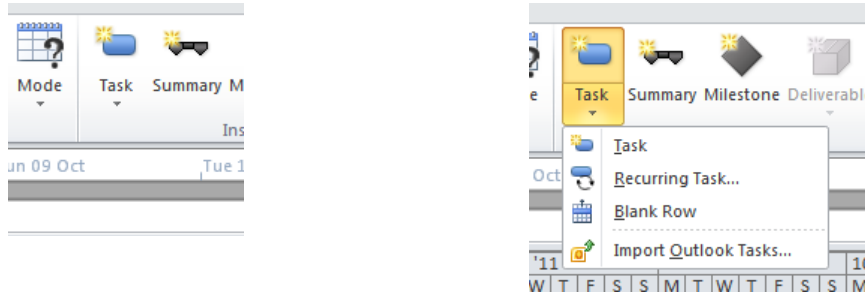 Mode Task Summary M
Ins
un 09 Oct Tue 1
e Task Summary Milestone Deliverabl
Task
Oct Recurring Task...
Blank Row
Import Outlook Tasks...
'11 10
W T F S S M T W T F S S M